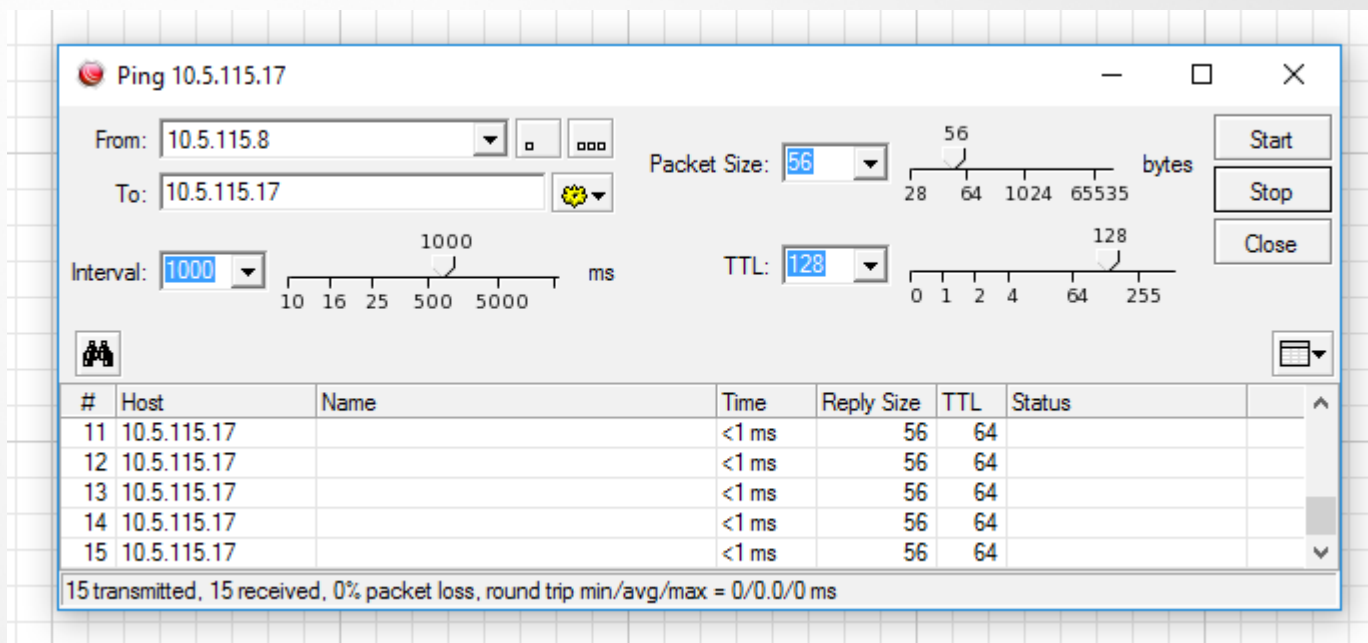 Ping 10.5.115.17
From: 10.5.115.8
To: 10.5.115.17
Interval: 1000
1000
10 16 25 500 5000
ms
Packet Size: 56
56
28 64 1024 65535
bytes
TTL: 128
128
0 1 2 4 64 255
Start
Stop
Close
# Host Name Time Reply Size TTL Status
11 10.5.115.17 <1 ms 56 64
12 10.5.115.17 <1 ms 56 64
13 10.5.115.17 <1 ms 56 64
14 10.5.115.17 <1 ms 56 64
15 10.5.115.17 <1 ms 56 64
15 transmitted, 15 received, 0% packet loss, round trip min/avg/max = 0/0.0/0 ms